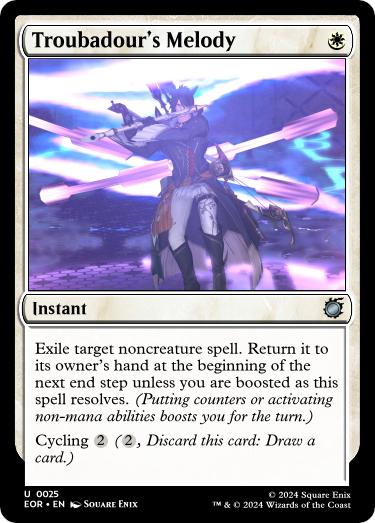 Troubadour's Melody
Instant
Exile target noncreature spell. Return it to
its owner's hand at the beginning of the
next end step unless you are boosted as this
spell resolves. (Putting counters or activating
non-mana abilities boosts you for the turn.)
Cycling 2 (2, Discard this card: Draw a
card.)
U 0025
EOR • EN SQUARE ENIX
© 2024 Square Enix
™ & © 2024 Wizards of the Coast